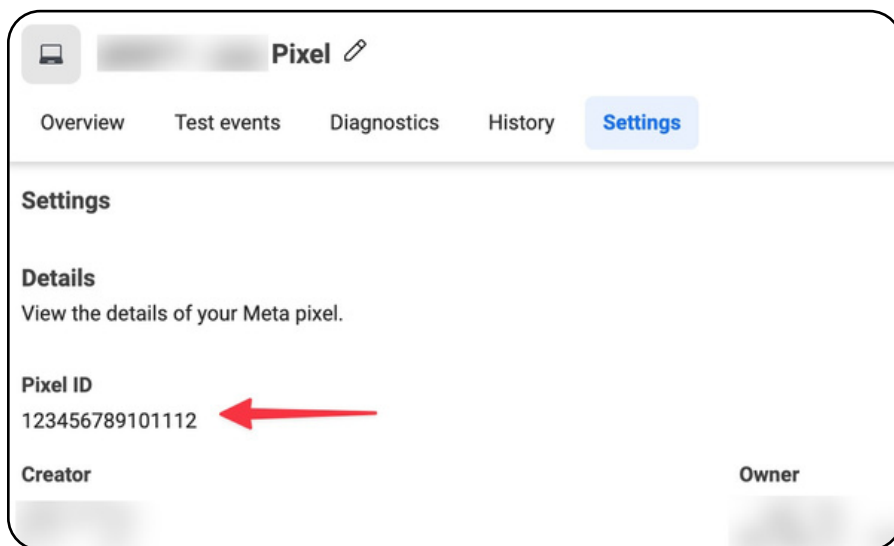 Pixel
Overview Test events Diagnostics History Settings
Settings
Details
View the details of your Meta pixel.
Pixel ID
123456789101112
Creator Owner